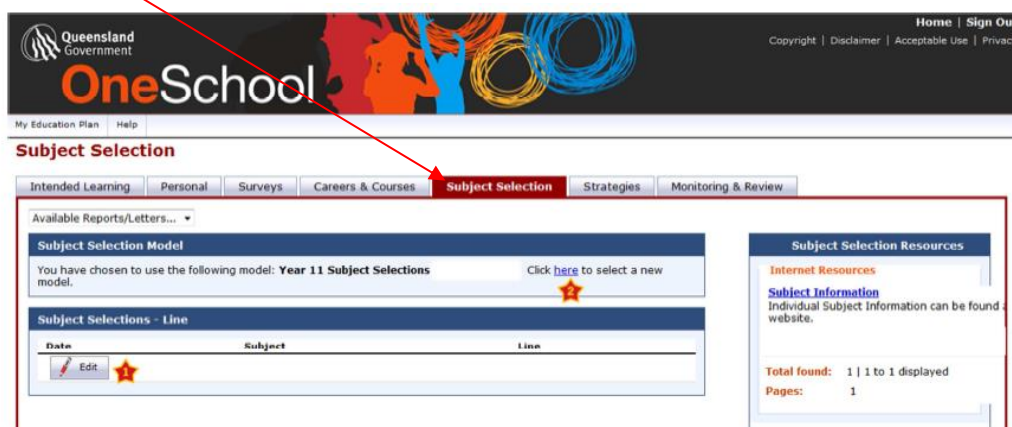 Queensland
Government
OneSchool
Home | Sign Ou
Copyright | Disclaimer | Acceptable Use | Privac
My Education Plan Help
Subject Selection
Intended Learning Personal Surveys Careers & Courses Subject Selection Strategies Monitoring & Review
Available Reports/Letters...
Subject Selection Model
You have chosen to use the following model: Year 11 Subject Selections Click here to select a new
model.
2
Subject Selections - Line
Date Subject Line
Edit
1
Subject Selection Resources
Internet Resources
Subject Information
Individual Subject Information can be found a
website.
Total found: 1 | 1 to 1 displayed
Pages: 1